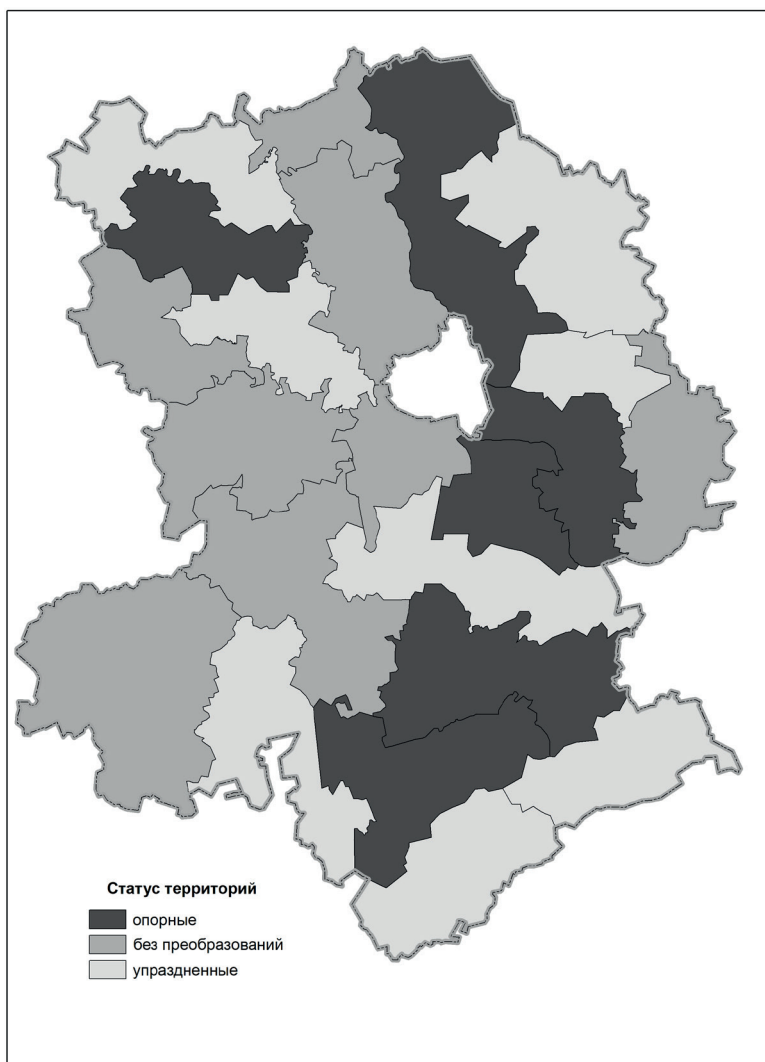 Статус территорий
опорные
без преобразований
упраздненные